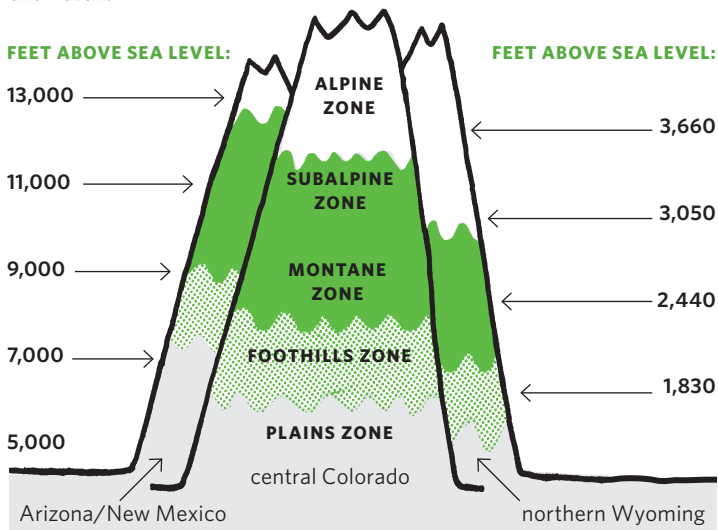 FEET ABOVE SEA LEVEL:
FEET ABOVE SEA LEVEL:
13,000
11,000
9,000
7,000
5,000
ALPINE
ZONE
SUBALPINE
ZONE
MONTANE
ZONE
FOOTHILLS ZONE
PLAINS ZONE
central Colorado
3,660
3,050
2,440
1,830
Arizona/New Mexico
northern Wyoming